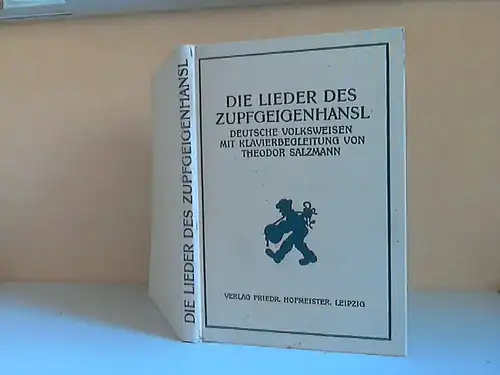 DIE LIEDER DES ZUPFGEIGENHANSL
DIE LIEDER DES
ZUPFGEIGENHANSL
DEUTSCHE VOLKSWEISEN
MIT KLAVIERBEGLEITUNG VON
THEODOR SALZMANN
VERLAG FRIEDR. HOFMEISTER, LEIPZIG